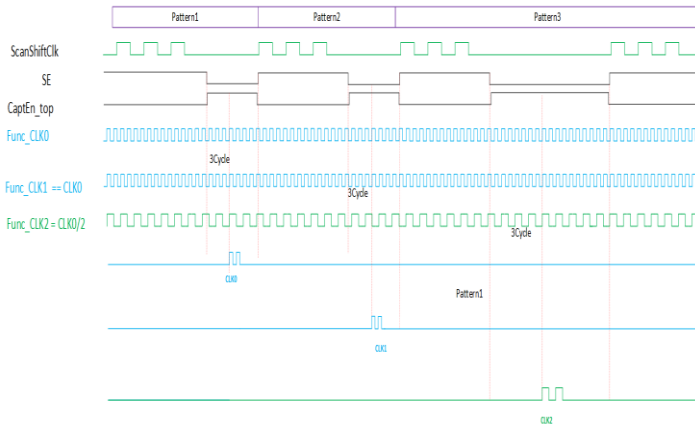 Pattern1 Pattern2 Pattern3
ScanShiftClk
SE
CaptEn_top
Func_CLK0
3Cycle
Func_CLK1 == CLK0
3Cycle
Func_CLK2 = CLK0/2
3Cycle
CLK0
Pattern1
CLK1
CLK2